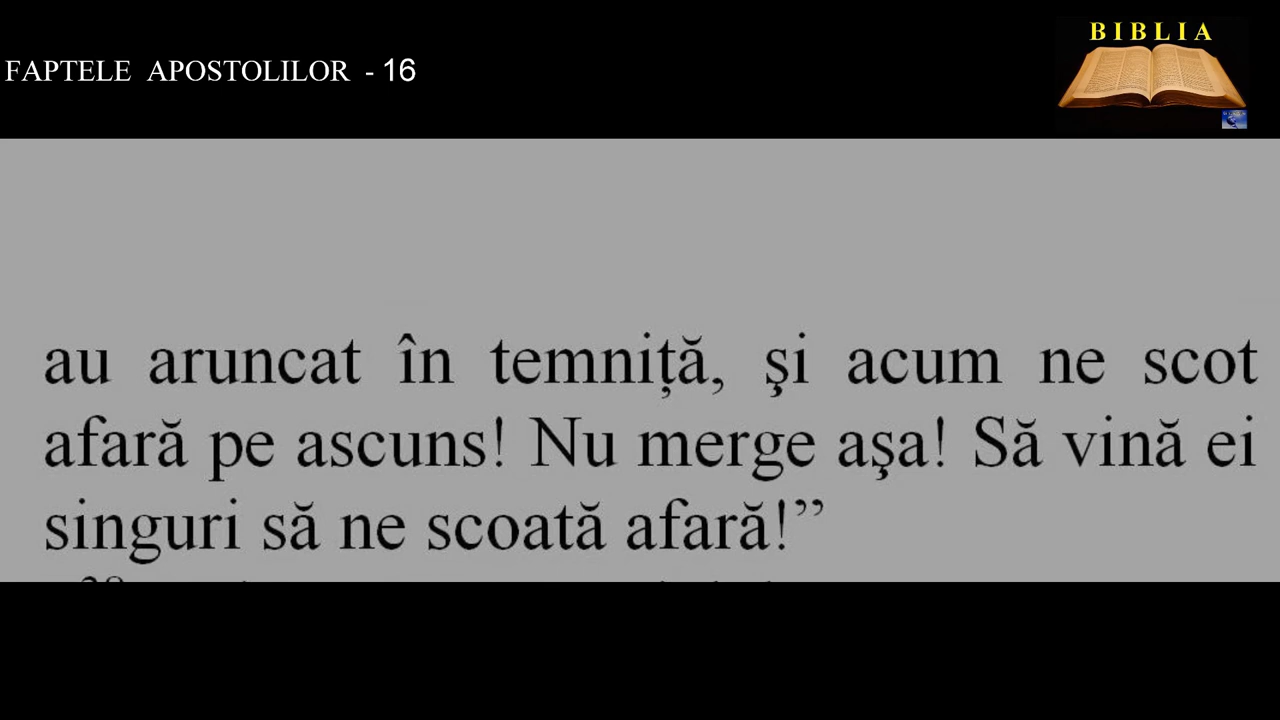 BIBLIA
FAPTELE APOSTOLILOR - 16
au aruncat în temniţă, şi acum ne scot
afară pe ascuns! Nu merge aşa! Să vină ei
singuri să ne scoată afară!”